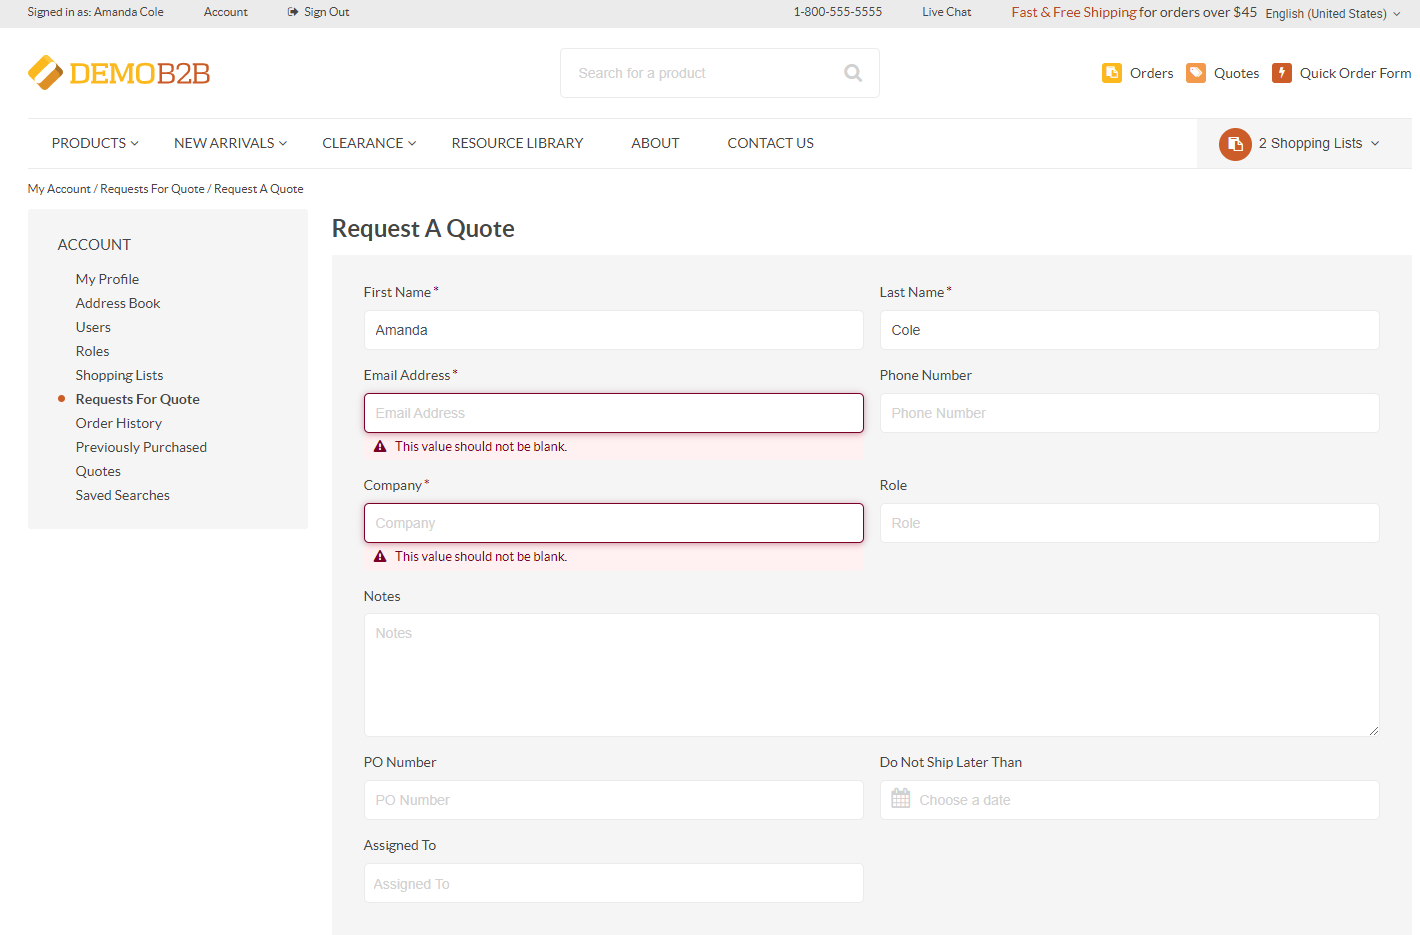 Signed in as: Amanda Cole Account Sign Out 1-800-555-5555 Live Chat Fast & Free Shipping for orders over $45 English (United States)
DEMOB2B Search for a product Orders Quotes Quick Order Form
PRODUCTS NEW ARRIVALS CLEARANCE RESOURCE LIBRARY ABOUT CONTACT US 2 Shopping Lists
My Account / Requests For Quote / Request A Quote
ACCOUNT
My Profile
Address Book
Users
Roles
Shopping Lists
Requests For Quote
Order History
Previously Purchased
Quotes
Saved Searches
Request A Quote
First Name * Last Name *
Amanda Cole
Email Address * Phone Number
Email Address Phone Number
This value should not be blank.
Company * Role
Company Role
This value should not be blank.
Notes
Notes
PO Number Do Not Ship Later Than
PO Number Choose a date
Assigned To
Assigned To